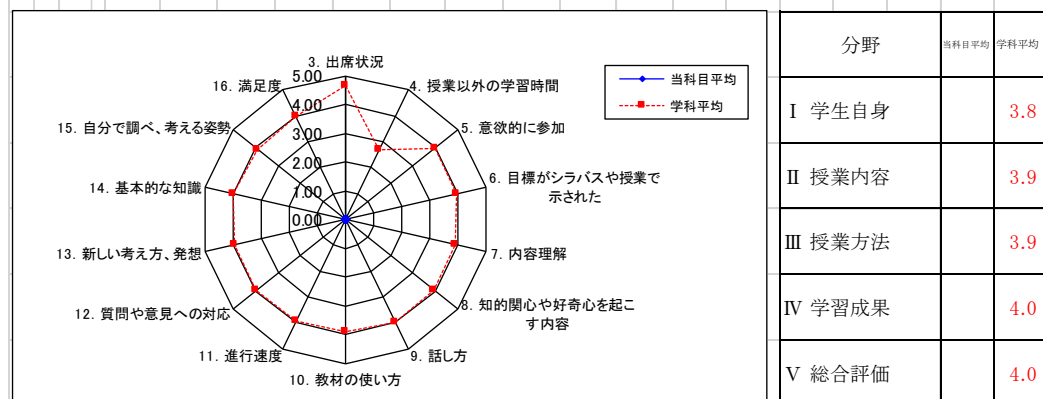 3. 出席状況
4. 授業以外の学習時間
5. 意欲的に参加
6. 目標がシラバスや授業で
示された
7. 内容理解
8. 知的関心や好奇心を起こ
す内容
9. 話し方
10. 教材の使い方
11. 進行速度
12. 質問や意見への対応
13. 新しい考え方、発想
14. 基本的な知識
15. 自分で調べ、考える姿勢
16. 満足度
5.00
4.00
3.00
2.00
1.00
0.00
当科目平均
学科平均
分野 当科目平均 学科平均
Ⅰ 学生自身 3.8
Ⅱ 授業内容 3.9
Ⅲ 授業方法 3.9
Ⅳ 学習成果 4.0
Ⅴ 総合評価 4.0